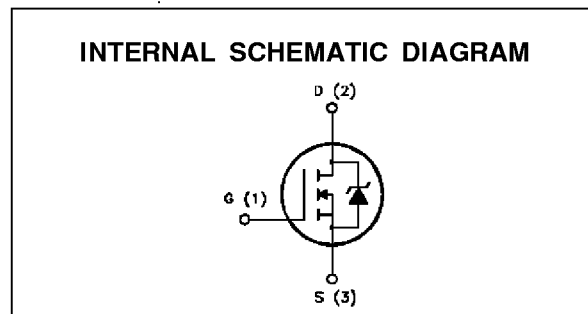 INTERNAL SCHEMATIC DIAGRAM
D (2)
G (1)
S (3)